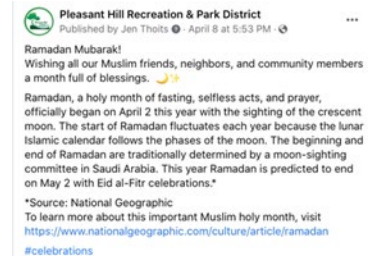 Pleasant Hill Recreation & Park District
Published by Jen Thoits · April 8 at 5:53 PM ·
Ramadan Mubarak!
Wishing all our Muslim friends, neighbors, and community members
a month full of blessings. 🌙✨
Ramadan, a holy month of fasting, selfless acts, and prayer,
officially began on April 2 this year with the sighting of the crescent
moon. The start of Ramadan fluctuates each year because the lunar
Islamic calendar follows the phases of the moon. The beginning and
end of Ramadan are traditionally determined by a moon-sighting
committee in Saudi Arabia. This year Ramadan is predicted to end
on May 2 with Eid al-Fitr celebrations.*
*Source: National Geographic
To learn more about this important Muslim holy month, visit
https://www.nationalgeographic.com/culture/article/ramadan
#celebrations